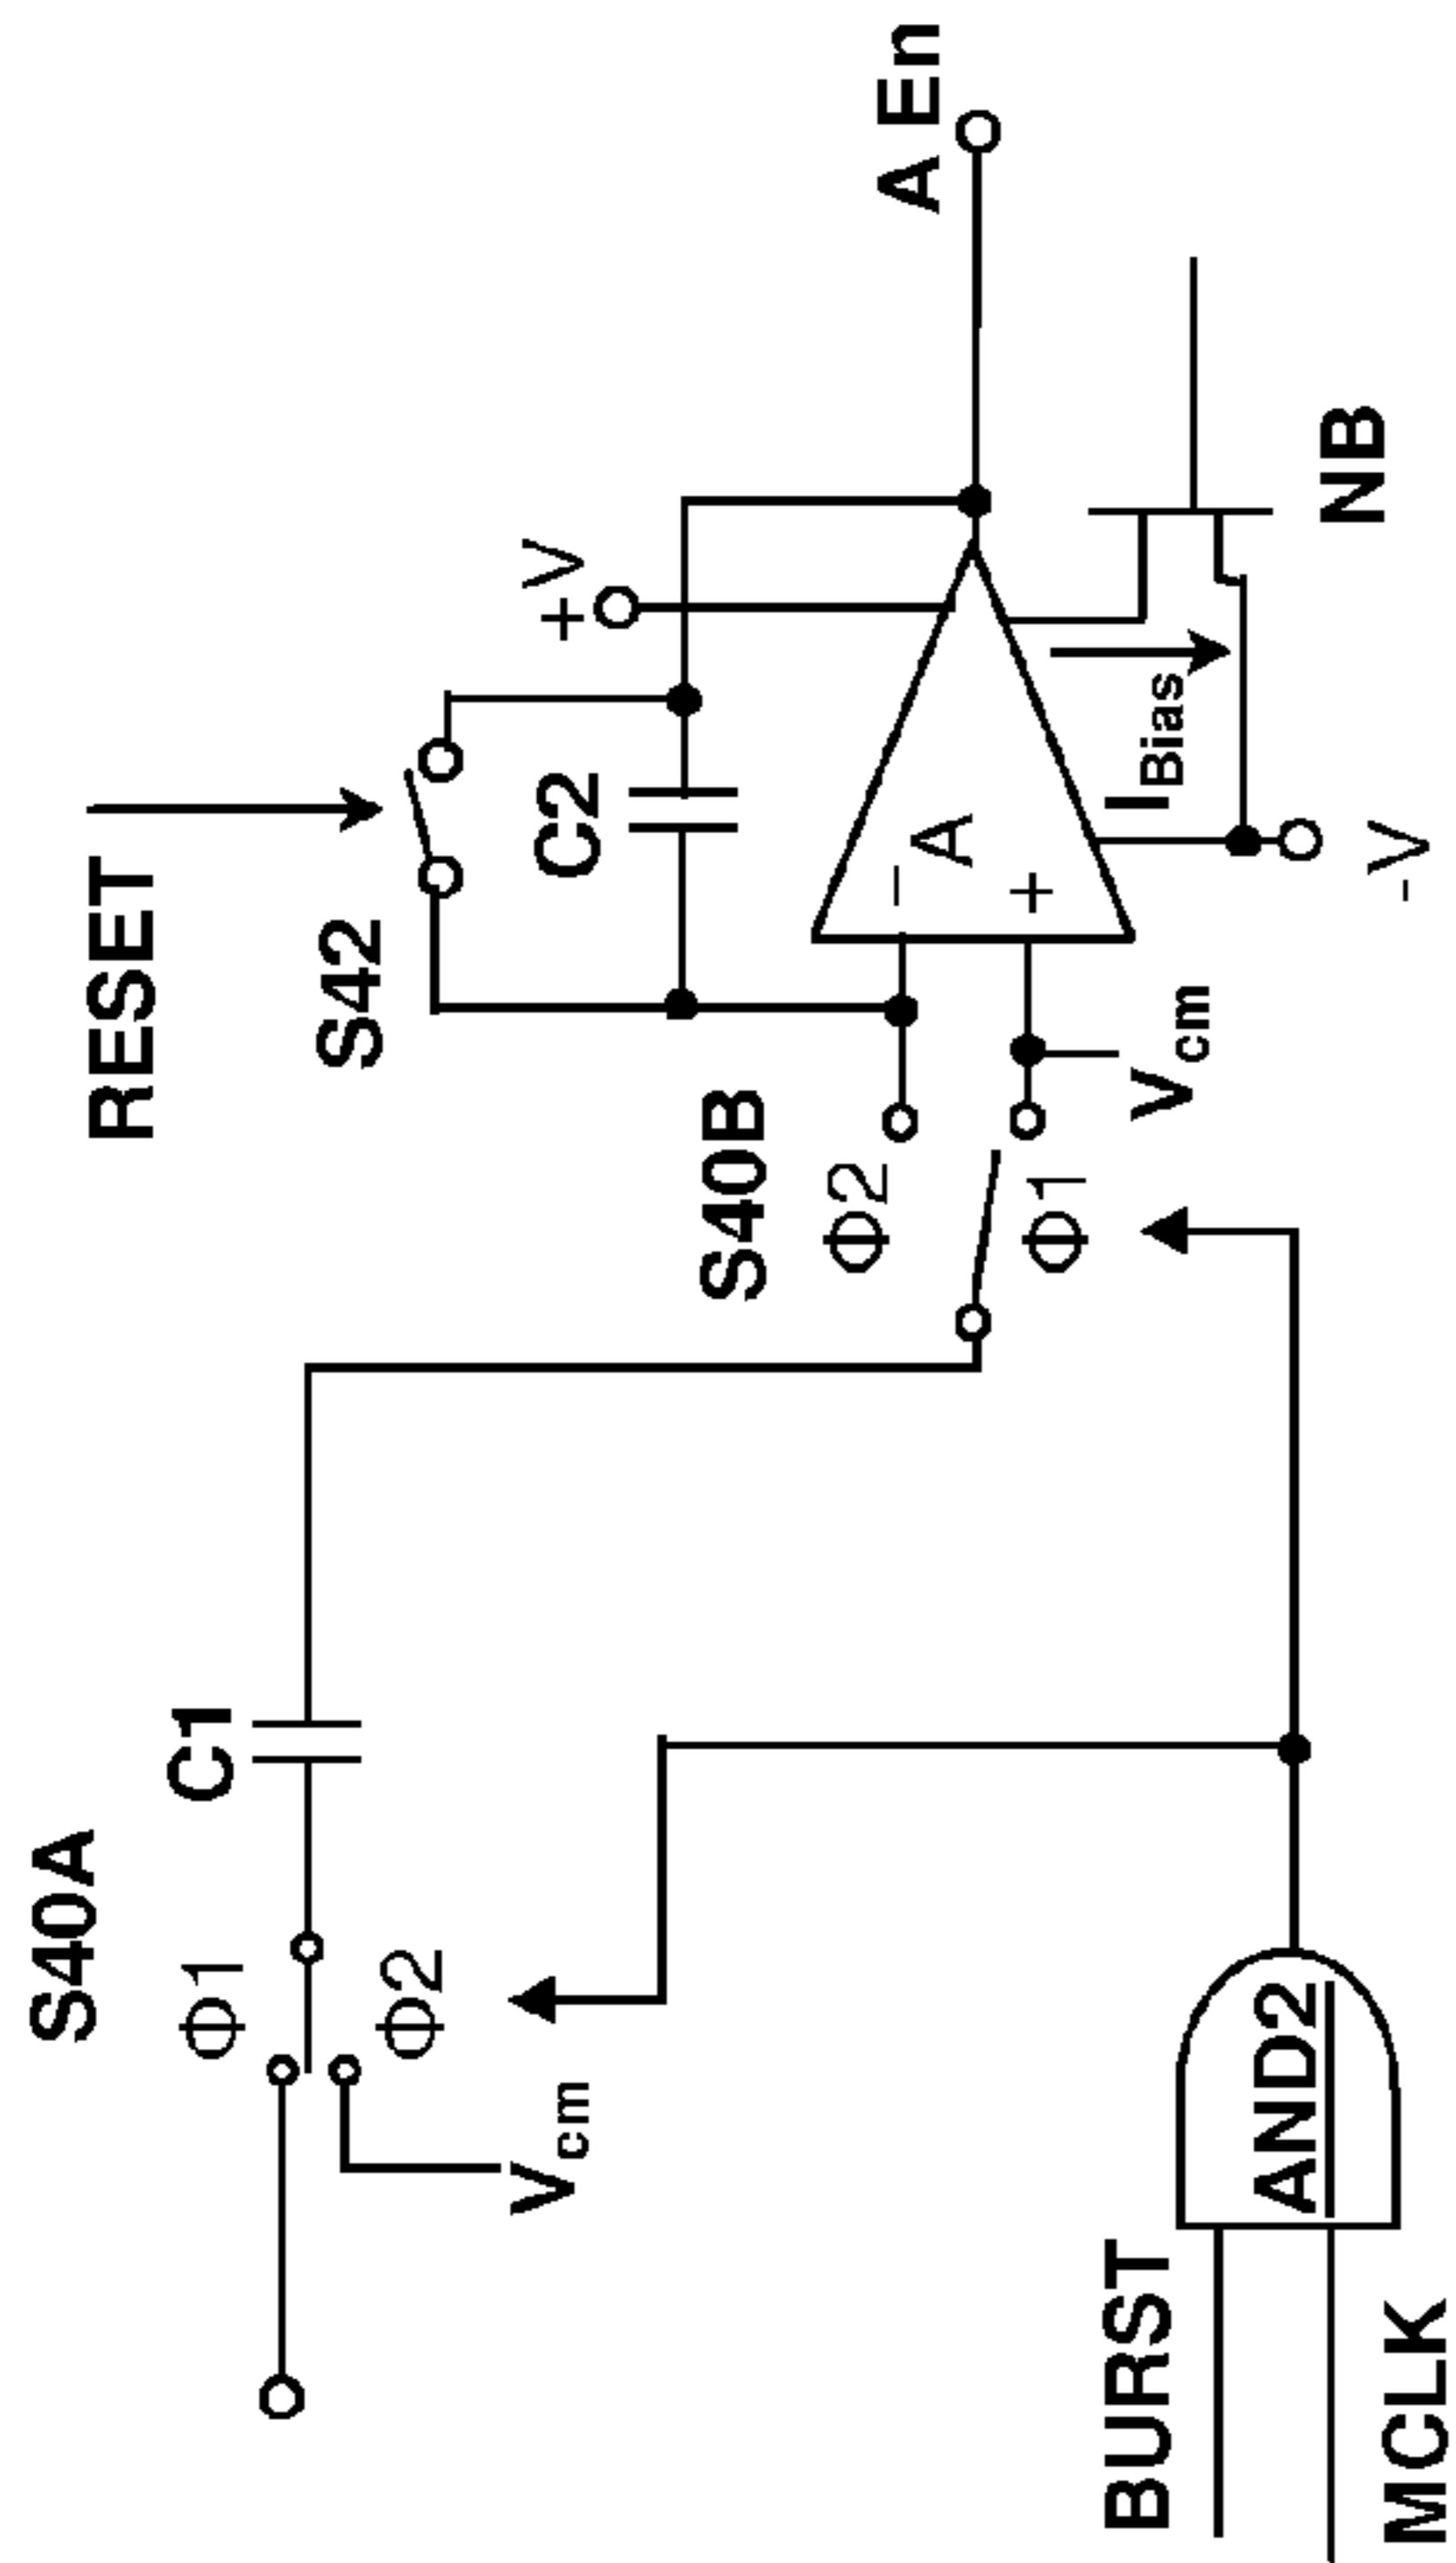 RESET
S42
S40A
C1
Φ1
Φ2
Vcm
S40B
Φ2
Φ1
C2
+V
A En
−
A
+
Vcm
IBias
-V
NB
BURST
AND2
MCLK